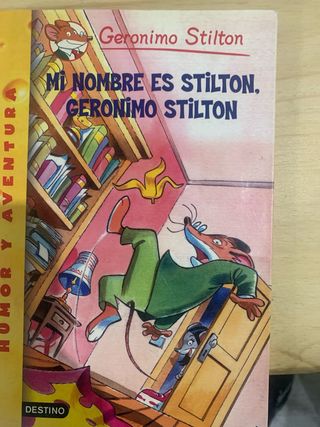 Geronimo Stilton
MI NOMBRE ES STILTON,
GERONIMO STILTON
HUMOR Y AVENTURA
DESTINO